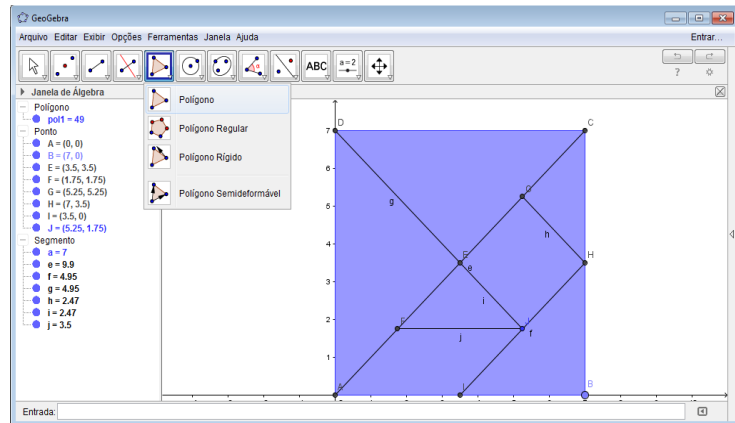 GeoGebra
Arquivo Editar Exibir Opções Ferramentas Janela Ajuda Entrar...
ABC a=2 ?
Janela de Álgebra
Polígono
pol1 = 49
Ponto
A = (0, 0)
B = (7, 0)
E = (3.5, 3.5)
F = (1.75, 1.75)
G = (5.25, 5.25)
H = (7, 3.5)
I = (3.5, 0)
J = (5.25, 1.75)
Segmento
a = 7
e = 9.9
f = 4.95
g = 4.95
h = 2.47
i = 2.47
j = 3.5
Polígono
Polígono Regular
Polígono Rígido
Polígono Semideformável
D C
7
6
g
5
h
4
E H
e
3
i
2
F J
j f
1
A I B
Entrada: